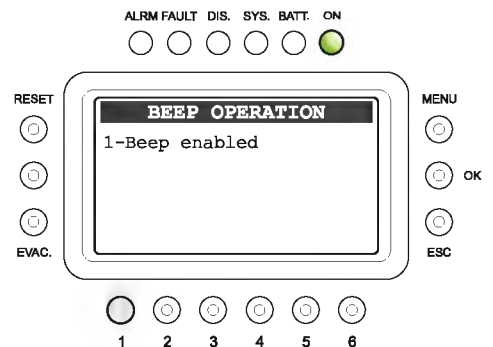 ALRM FAULT DIS. SYS. BATT. ON
RESET
MENU
BEEP OPERATION
1-Beep enabled
OK
EVAC.
ESC
1 2 3 4 5 6